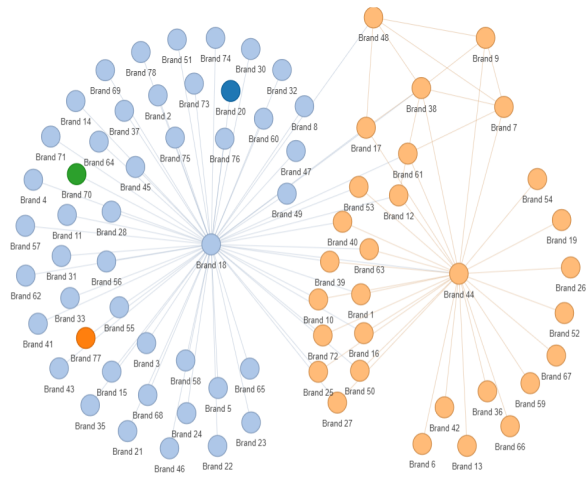 Brand 48
Brand 9
Brand 51
Brand 74
Brand 30
Brand 78
Brand 32
Brand 69
Brand 73
Brand 20
Brand 38
Brand 2
Brand 8
Brand 7
Brand 14
Brand 37
Brand 60
Brand 17
Brand 71
Brand 64
Brand 75
Brand 76
Brand 47
Brand 61
Brand 45
Brand 70
Brand 4
Brand 49
Brand 53
Brand 12
Brand 54
Brand 11
Brand 28
Brand 57
Brand 40
Brand 19
Brand 18
Brand 63
Brand 31
Brand 56
Brand 39
Brand 44
Brand 26
Brand 62
Brand 33
Brand 55
Brand 10
Brand 1
Brand 41
Brand 52
Brand 77
Brand 3
Brand 72
Brand 16
Brand 43
Brand 15
Brand 58
Brand 65
Brand 25
Brand 50
Brand 67
Brand 35
Brand 68
Brand 5
Brand 27
Brand 36
Brand 59
Brand 21
Brand 24
Brand 23
Brand 42
Brand 66
Brand 46
Brand 22
Brand 6
Brand 13